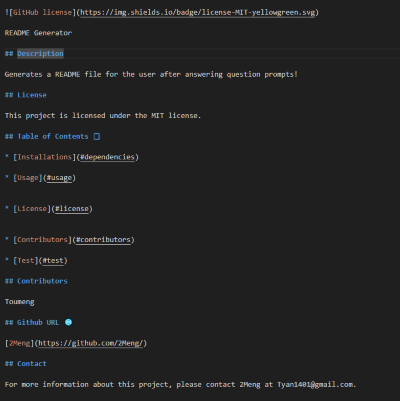 ![GitHub license](https://img.shields.io/badge/license-MIT-yellowgreen.svg)
README Generator
## Description
Generates a README file for the user after answering question prompts!
## License
This project is licensed under the MIT license.
## Table of Contents
* [Installations](#dependencies)
* [Usage](#usage)
* [License](#license)
* [Contributors](#contributors)
* [Test](#test)
## Contributors
Toumeng
## Github URL
[2Meng](https://github.com/2Meng/)
## Contact
For more information about this project, please contact 2Meng at Tyan1401@gmail.com.